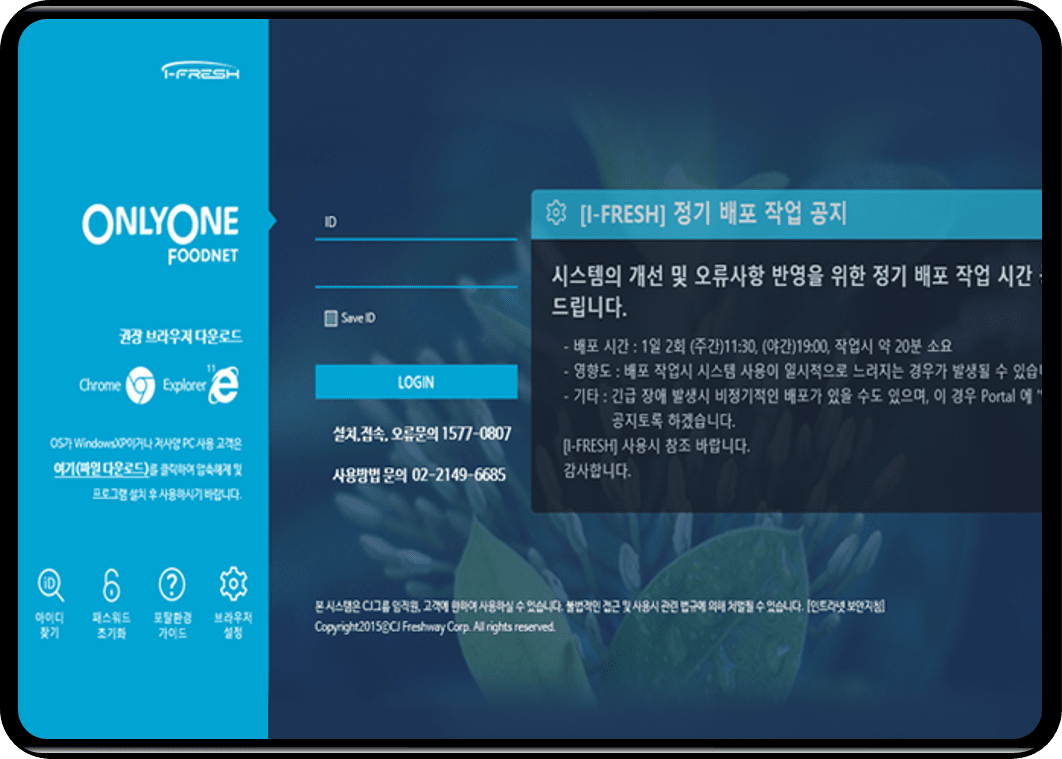 I-FRESH
ONLYONE
FOODNET
권장 브라우저 다운로드
Chrome
Explorer
11
OS가 WindowsXP이거나 저사양 PC 사용 고객은
여기(파일 다운로드)를 클릭하여 압축해제 및
프로그램 설치 후 사용하시기 바랍니다.
iD
아이디
찾기
패스워드
초기화
?
포탈환경
가이드
브라우저
설정
ID
Save ID
LOGIN
설치,접속, 오류문의 1577-0807
사용방법 문의 02-2149-6685
[I-FRESH] 정기 배포 작업 공지
시스템의 개선 및 오류사항 반영을 위한 정기 배포 작업 시간
드립니다.
- 배포 시간 : 1일 2회 (주간)11:30, (야간)19:00, 작업시 약 20분 소요
- 영향도 : 배포 작업시 시스템 사용이 일시적으로 느려지는 경우가 발생될 수 있습
- 기타 : 긴급 장애 발생시 비정기적인 배포가 있을 수도 있으며, 이 경우 Portal 에 "
공지토록 하겠습니다.
[I-FRESH] 사용시 참조 바랍니다.
감사합니다.
본 시스템은 CJ그룹 임직원, 고객에 한하여 사용하실 수 있습니다. 불법적인 접근 및 사용시 관련 법규에 의해 처벌될 수 있습니다. [인트라넷 보안지침]
Copyright2015ⓒCJ Freshway Corp. All rights reserved.